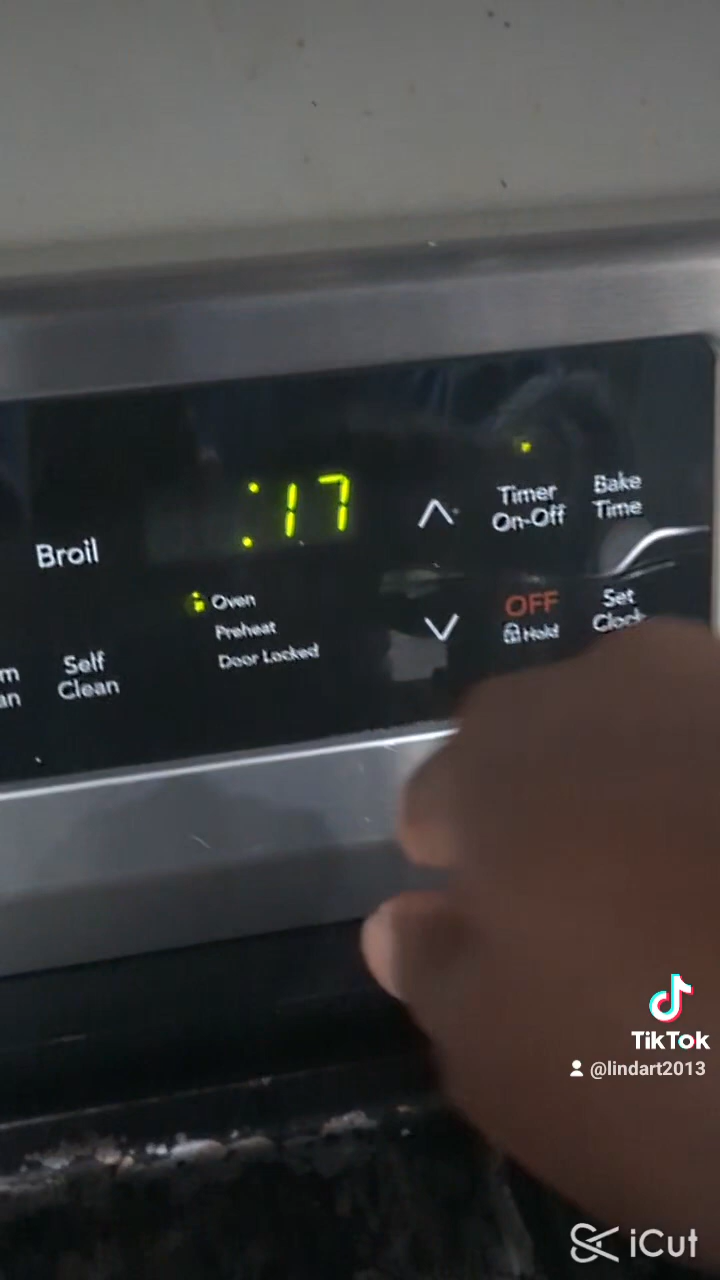 :17
Timer
On-Off
Bake
Time
Broil
Oven
Preheat
Door Locked
OFF
Hold
Set
Clock
Self
Clean
TikTok
@lindart2013
iCut